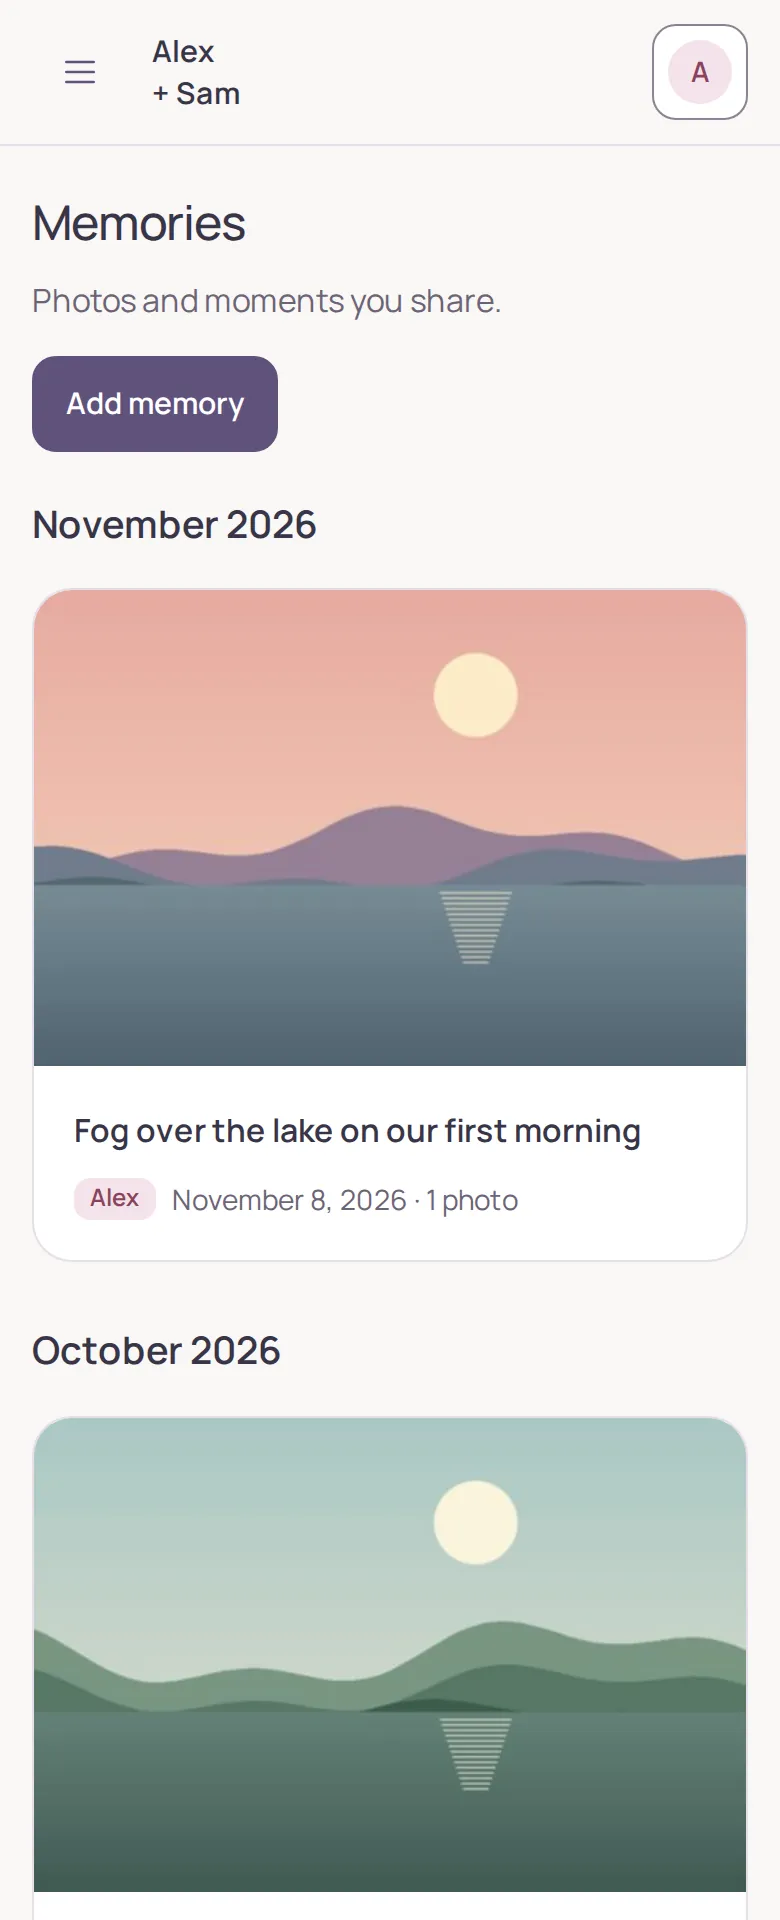 Alex
+ Sam
A
Memories
Photos and moments you share.
Add memory
November 2026
Fog over the lake on our first morning
Alex November 8, 2026 · 1 photo
October 2026